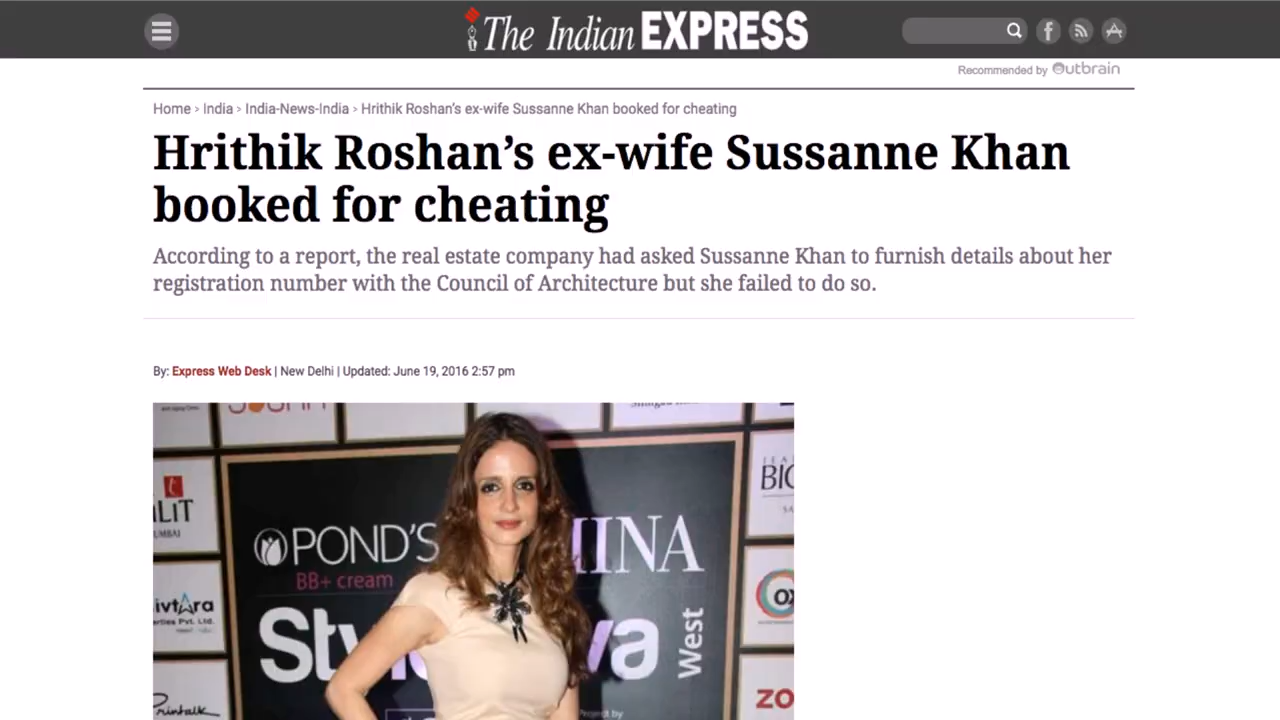 The Indian EXPRESS
Recommended by Outbrain
Home > India > India-News-India > Hrithik Roshan's ex-wife Sussanne Khan booked for cheating
Hrithik Roshan's ex-wife Sussanne Khan
booked for cheating
According to a report, the real estate company had asked Sussanne Khan to furnish details about her
registration number with the Council of Architecture but she failed to do so.
By: Express Web Desk | New Delhi | Updated: June 19, 2016 2:57 pm
POND'S
BB+ cream
West